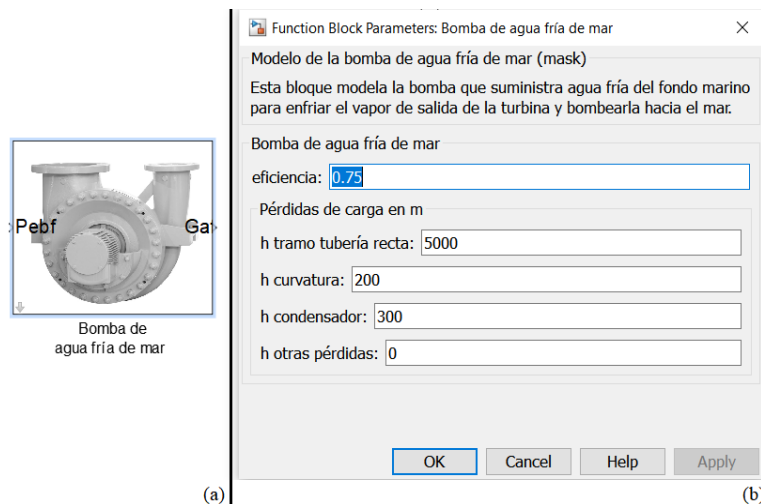 Pebf
Gaf
Bomba de
agua fría de mar
(a)
Function Block Parameters: Bomba de agua fría de mar
Modelo de la bomba de agua fría de mar (mask)
Esta bloque modela la bomba que suministra agua fría del fondo marino
para enfriar el vapor de salida de la turbina y bombearla hacia el mar.
Bomba de agua fría de mar
eficiencia: 0.75
Pérdidas de carga en m
h tramo tubería recta: 5000
h curvatura: 200
h condensador: 300
h otras pérdidas: 0
OK Cancel Help Apply
(b)